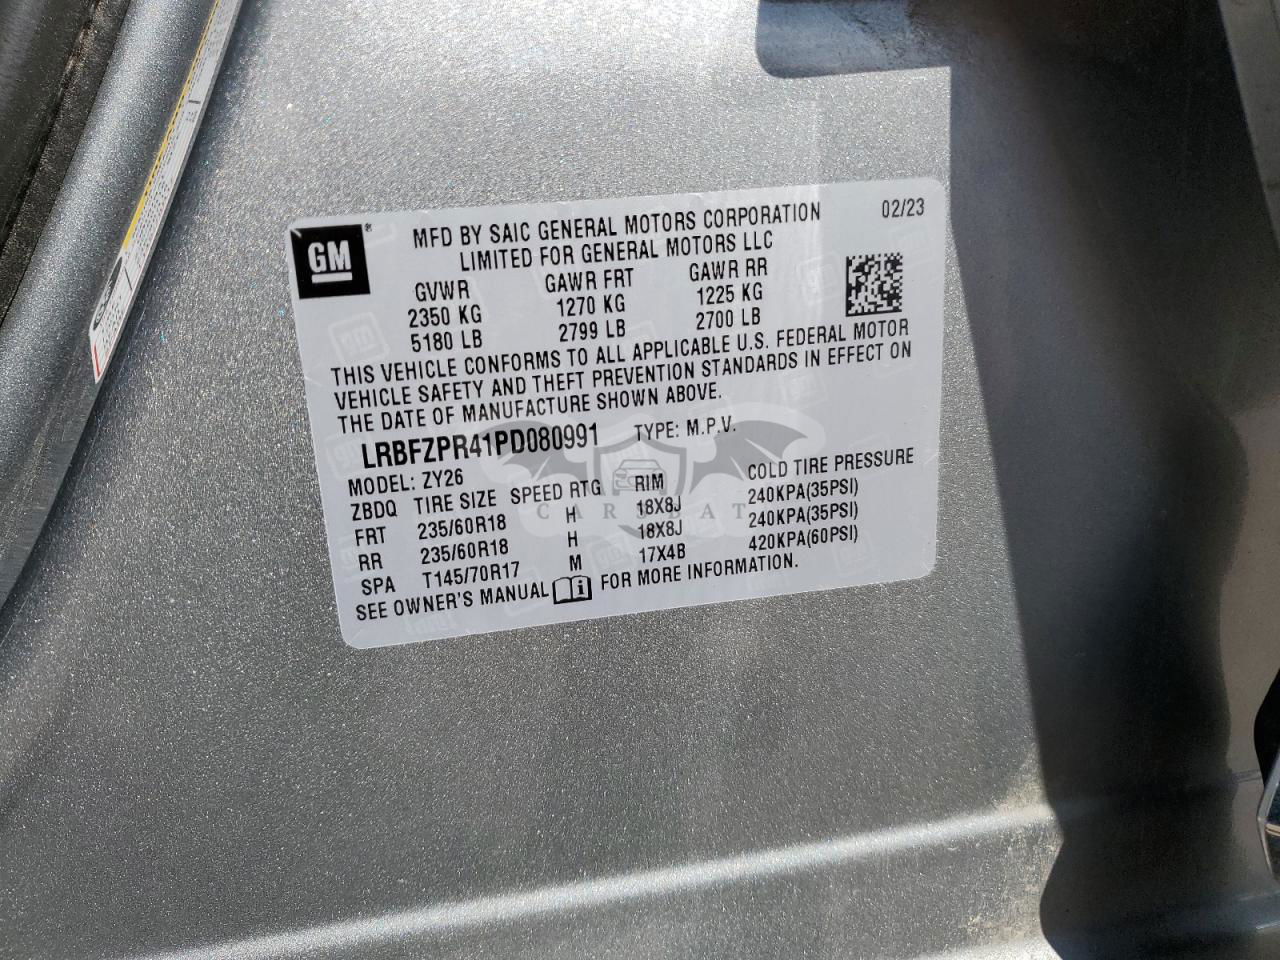 GM
MFD BY SAIC GENERAL MOTORS CORPORATION 02/23
LIMITED FOR GENERAL MOTORS LLC
GVWR GAWR FRT GAWR RR
2350 KG 1270 KG 1225 KG
5180 LB 2799 LB 2700 LB
THIS VEHICLE CONFORMS TO ALL APPLICABLE U.S. FEDERAL MOTOR
VEHICLE SAFETY AND THEFT PREVENTION STANDARDS IN EFFECT ON
THE DATE OF MANUFACTURE SHOWN ABOVE.
LRBFZPR41PD080991 TYPE: M.P.V.
MODEL: ZY26
ZBDQ TIRE SIZE SPEED RTG RIM COLD TIRE PRESSURE
FRT 235/60R18 H 18X8J 240KPA(35PSI)
RR 235/60R18 H 18X8J 240KPA(35PSI)
SPA T145/70R17 M 17X4B 420KPA(60PSI)
SEE OWNER'S MANUAL FOR MORE INFORMATION.
CARSBAT